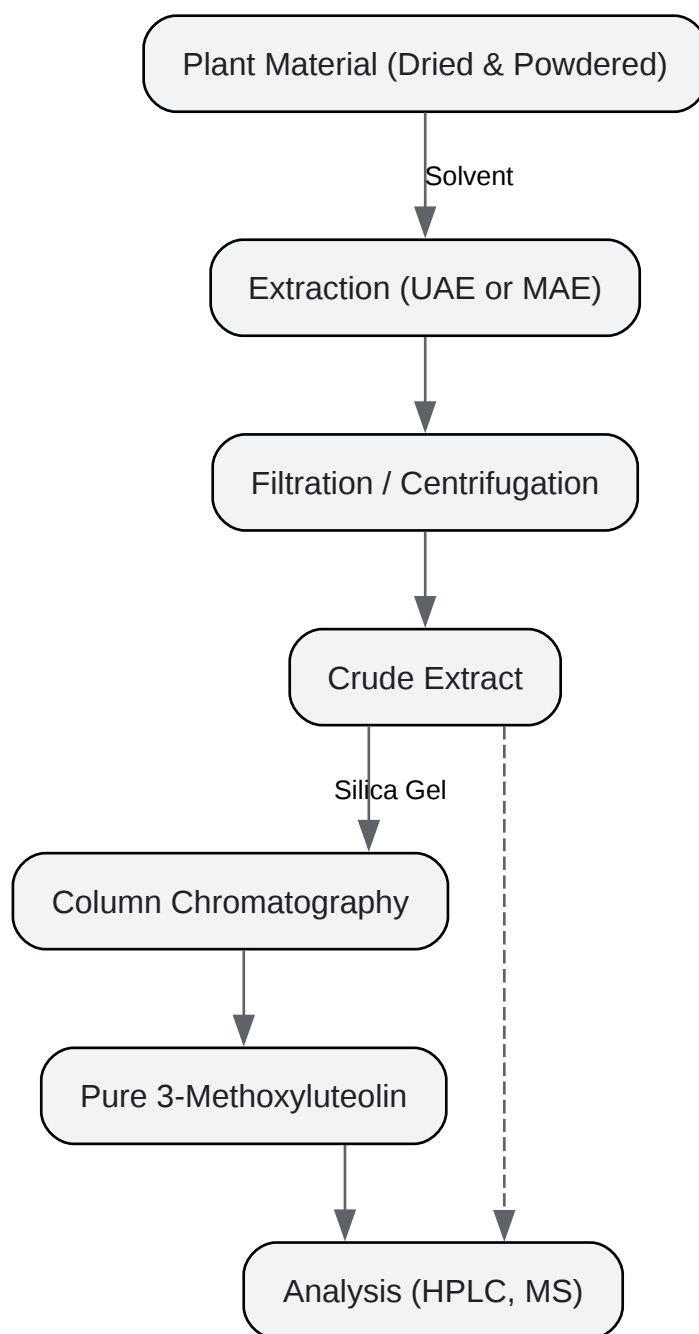 Plant Material (Dried & Powdered)
Solvent
Extraction (UAE or MAE)
Filtration / Centrifugation
Crude Extract
Silica Gel
Column Chromatography
Pure 3-Methoxyluteolin
Analysis (HPLC, MS)